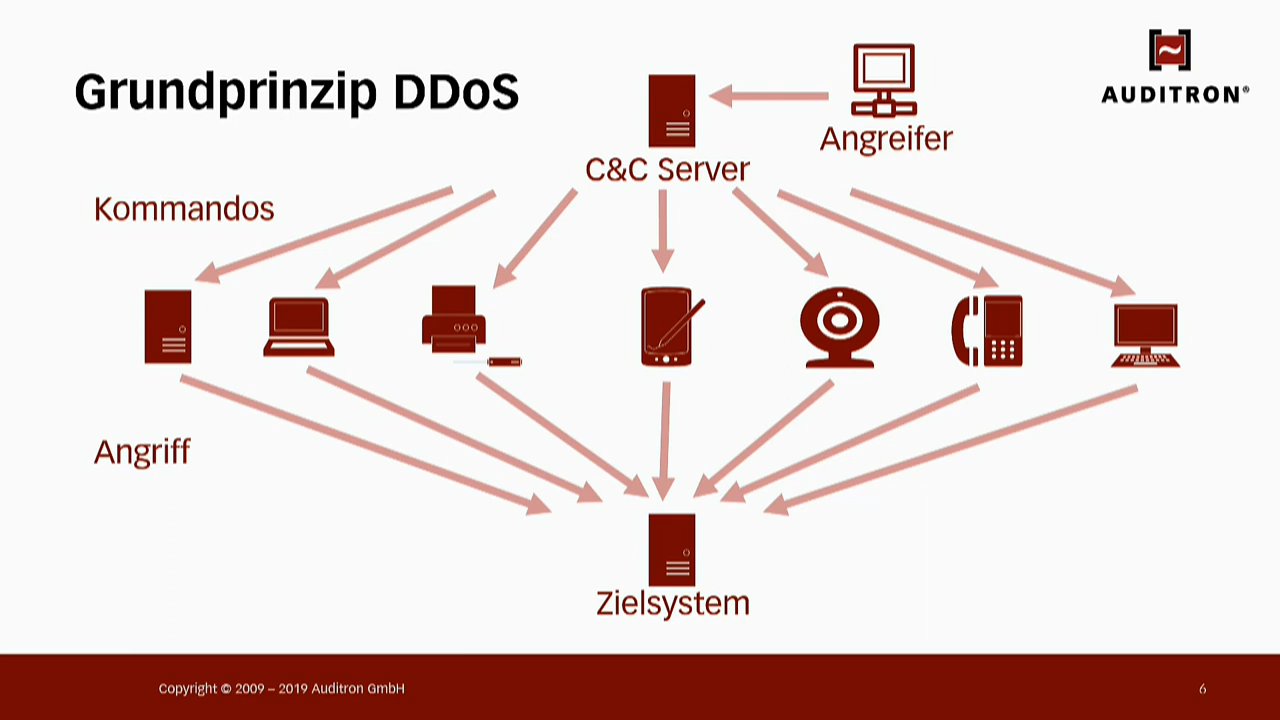 Grundprinzip DDoS
AUDITRON®
Angreifer
C&C Server
Kommandos
Angriff
Zielsystem
Copyright © 2009 – 2019 Auditron GmbH
6